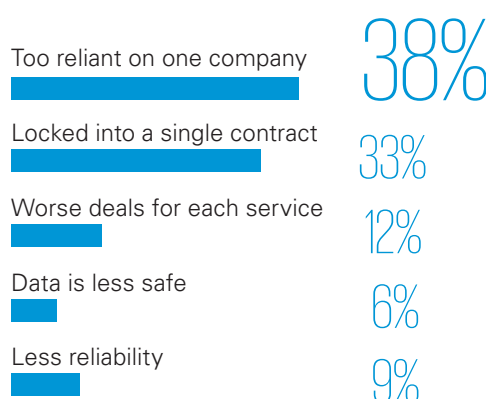 Too reliant on one company 38%
Locked into a single contract 33%
Worse deals for each service 12%
Data is less safe 6%
Less reliability 9%